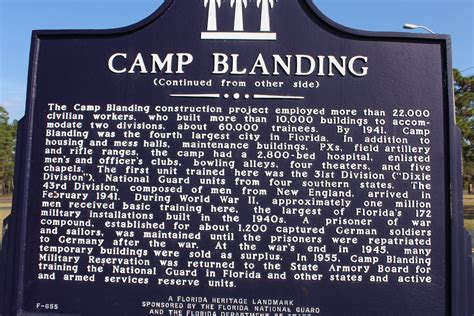 CAMP BLANDING
(Continued from other side)
The Camp Blanding construction project employed more than 22,000
civilian workers, who built more than 10,000 buildings to accom-
modate two divisions, about 60,000 trainees. By 1941, Camp
Blanding was the fourth largest city in Florida. In addition to
housing and mess halls, maintenance buildings, PXs, field artillery
and rifle ranges, the camp had a 2,800-bed hospital, enlisted
men's and officer's clubs, bowling alleys, four theaters, and five
chapels. The first unit trained here was the 31st Division ("Dixie
Division"), National Guard units from four southern states. The
43rd Division, composed of men from New England, arrived in
February 1941. During World War II, approximately one million
men received basic training here, the largest of Florida's 172
military installations built in the 1940s. A prisoner of war
compound, established for about 1,200 captured German soldiers
and sailors, was maintained until the prisoners were repatriated
to Germany after the war. At the war's end in 1945, many
temporary buildings were sold as surplus. In 1955, Camp Blanding
Military Reservation was returned to the State Armory Board for
training the National Guard in Florida and other states and active
and armed services reserve units.
F-655
A FLORIDA HERITAGE LANDMARK
SPONSORED BY THE FLORIDA NATIONAL GUARD
AND THE FLORIDA DEPARTMENT OF STATE